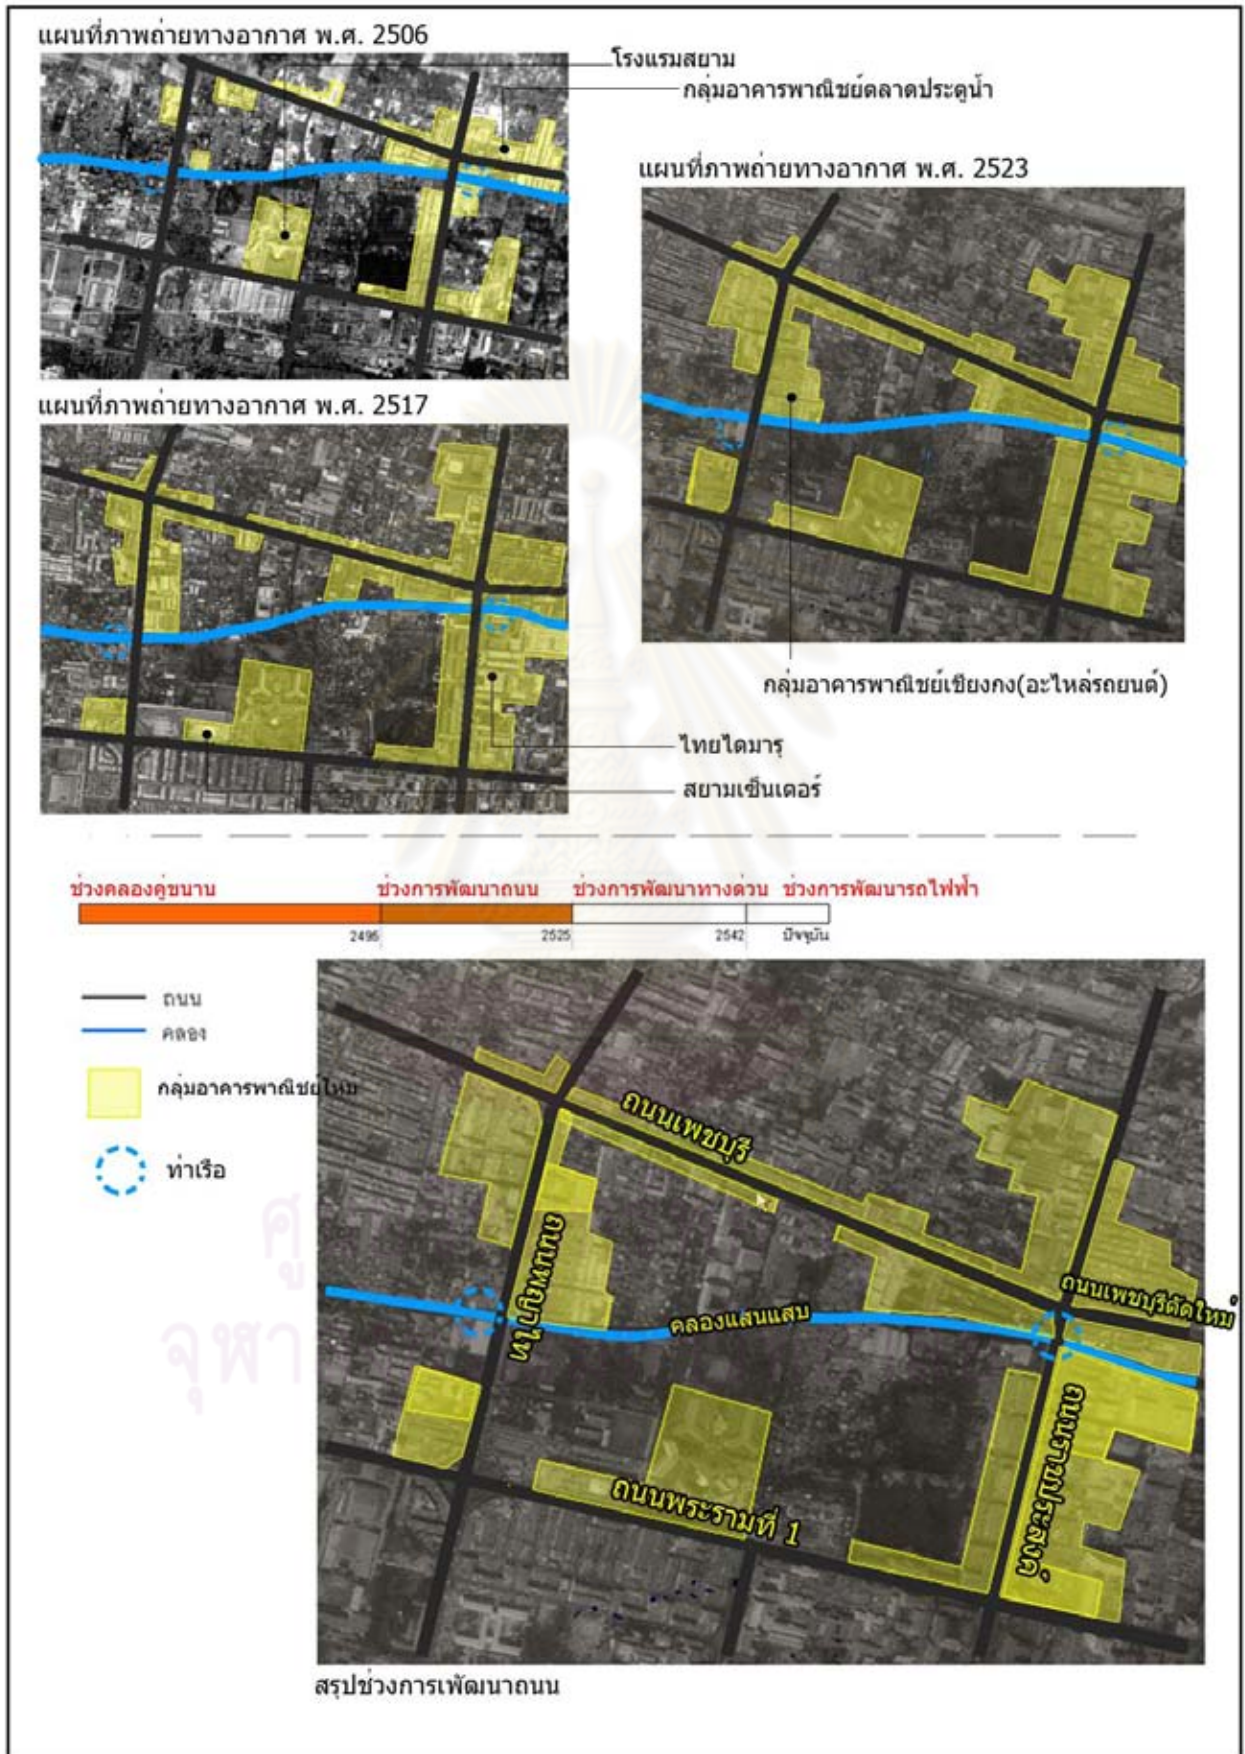 แผนที่ภาพถ่ายทางอากาศ พ.ศ. 2506
โรงแรมสยาม
กลุ่มอาคารพาณิชย์ตลาดประตูน้ำ
แผนที่ภาพถ่ายทางอากาศ พ.ศ. 2523
แผนที่ภาพถ่ายทางอากาศ พ.ศ. 2517
กลุ่มอาคารพาณิชย์เซียงกง(อะไหล่รถยนต์)
ไทยไดมารุ
สยามเซ็นเตอร์
ช่วงคลองคู่ขนาน ช่วงการพัฒนาถนน ช่วงการพัฒนาทางด่วน ช่วงการพัฒนารถไฟฟ้า
2495 2525 2542 ปัจจุบัน
ถนน
คลอง
กลุ่มอาคารพาณิชย์ใหม่
ท่าเรือ
ถนนเพชบุรี
ถนนพญาไท
คลองแสนแสบ
ถนนเพชบุรีตัดใหม่
ถนนราชประสงค์
ถนนพระรามที่ 1
ศู
จุฬา
สรุปช่วงการเพัฒนาถนน